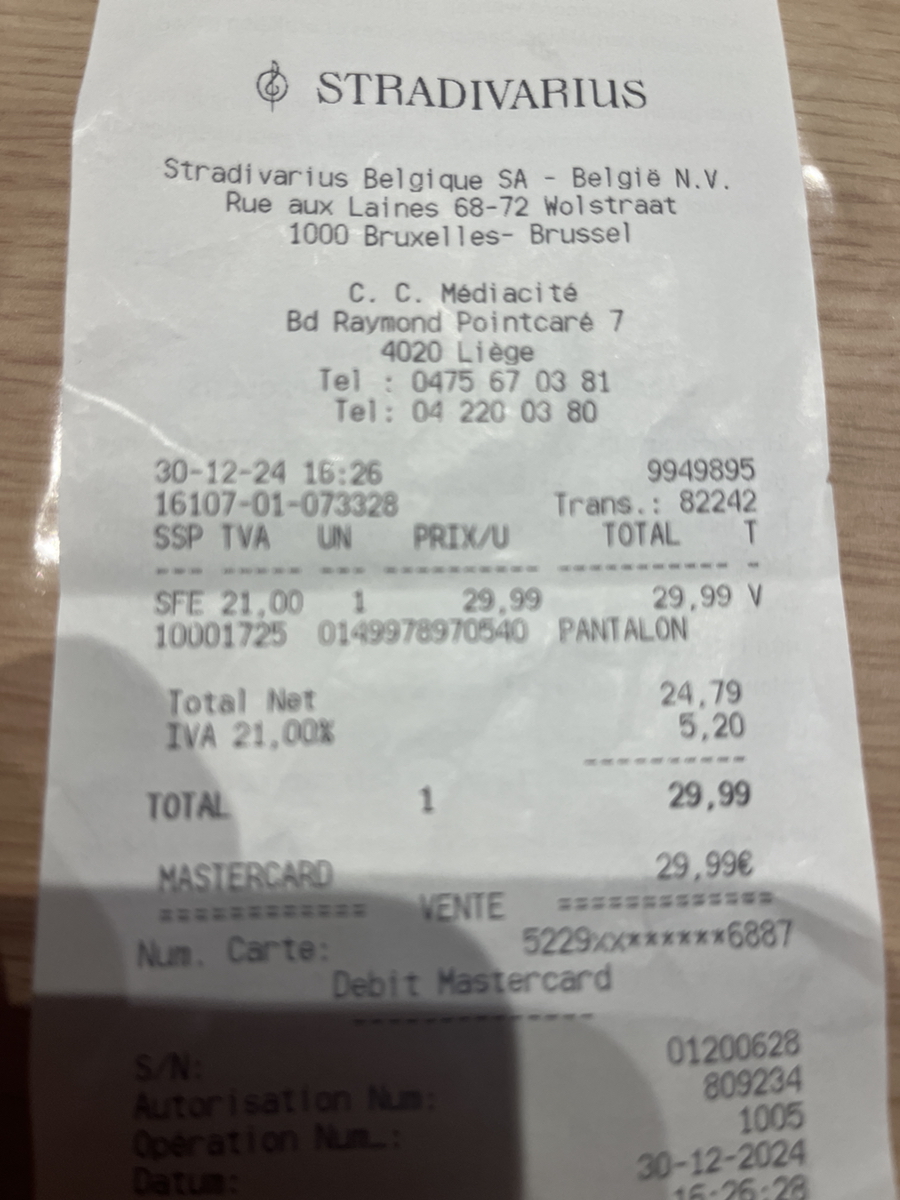 STRADIVARIUS
Stradivarius Belgique SA - België N.V.
Rue aux Laines 68-72 Wolstraat
1000 Bruxelles- Brussel
C. C. Médiacité
Bd Raymond Pointcaré 7
4020 Liège
Tel : 0475 67 03 81
Tel: 04 220 03 80
30-12-24 16:26 9949895
16107-01-073328 Trans.: 82242
SSP TVA UN PRIX/U TOTAL T
--- ----- --- ---------- ----------- -
SFE 21,00 1 29,99 29,99 V
10001725 0149978970540 PANTALON
Total Net 24,79
IVA 21,00% 5,20
----------
TOTAL 1 29,99
MASTERCARD 29,99€
============ VENTE ============
Num. Carte: 5229xx******6887
Debit Mastercard
--------------
S/N: 01200628
Autorisation Num: 809234
Opération Num.: 1005
Datum: 30-12-2024
16:26:28